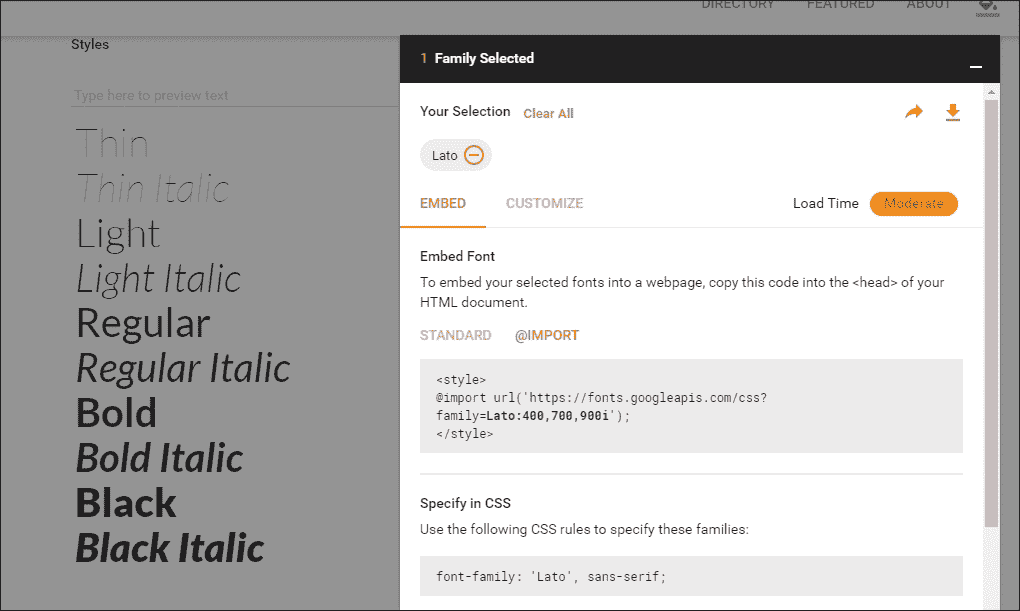 DIRECTORY FEATURED ABOUT
Styles
Type here to preview text
Thin
Thin Italic
Light
Light Italic
Regular
Regular Italic
Bold
Bold Italic
Black
Black Italic
1 Family Selected
Your Selection Clear All
Lato
EMBED CUSTOMIZE Load Time Moderate
Embed Font
To embed your selected fonts into a webpage, copy this code into the <head> of your
HTML document.
STANDARD @IMPORT
<style>
@import url('https://fonts.googleapis.com/css?
family=Lato:400,700,900i');
</style>
Specify in CSS
Use the following CSS rules to specify these families:
font-family: 'Lato', sans-serif;